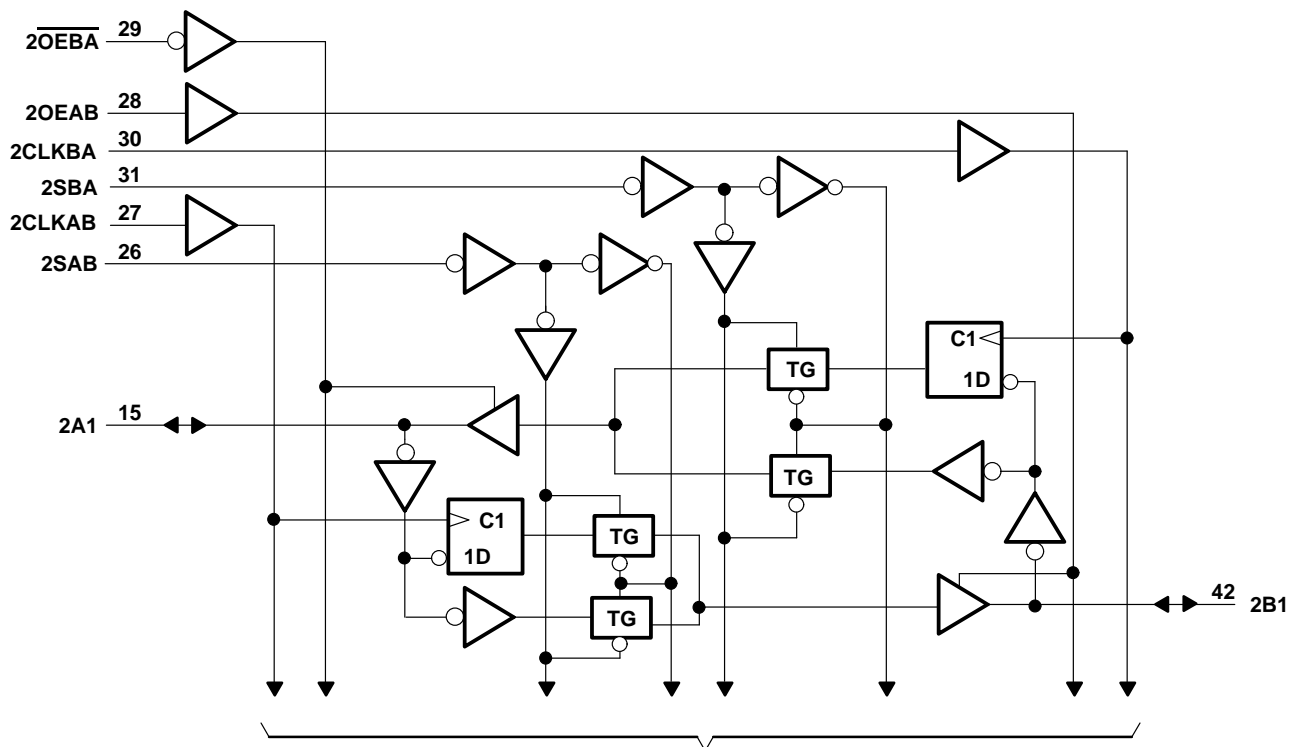 2O̅E̅B̅A̅ 29
2OEAB 28
2CLKBA 30
2SBA 31
2CLKAB 27
2SAB 26
C1
TG
1D
2A1 15
TG
C1
TG
1D
TG
42 2B1